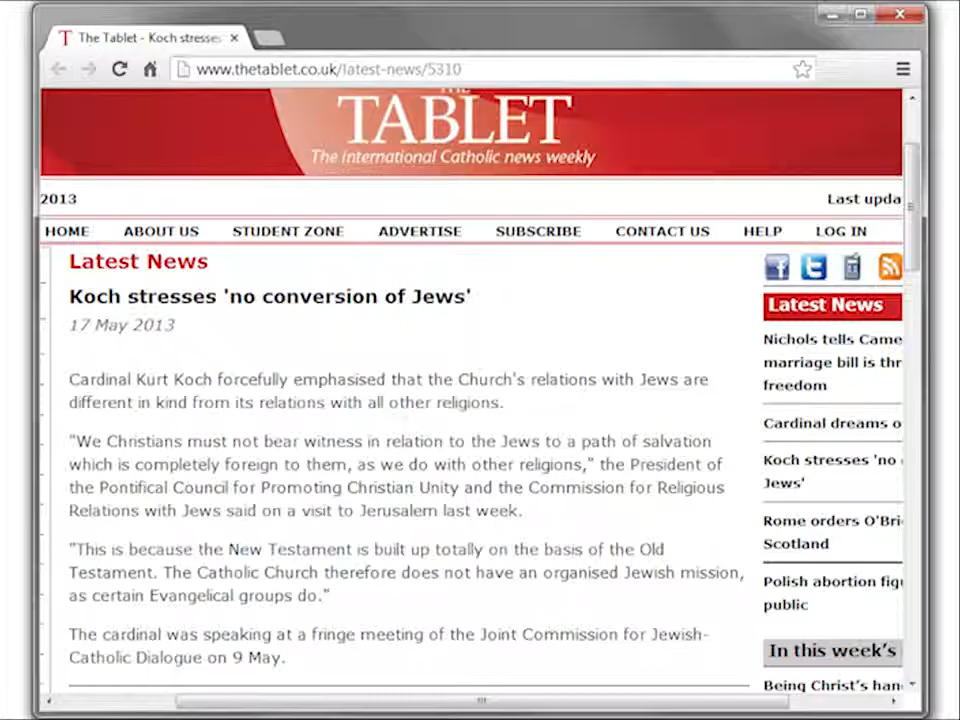 The Tablet - Koch stresses
www.thetablet.co.uk/latest-news/5310
THE
TABLET
The international Catholic news weekly
2013
Last upda
HOME ABOUT US STUDENT ZONE ADVERTISE SUBSCRIBE CONTACT US HELP LOG IN
Latest News
Koch stresses 'no conversion of Jews'
17 May 2013
Cardinal Kurt Koch forcefully emphasised that the Church's relations with Jews are
different in kind from its relations with all other religions.
"We Christians must not bear witness in relation to the Jews to a path of salvation
which is completely foreign to them, as we do with other religions," the President of
the Pontifical Council for Promoting Christian Unity and the Commission for Religious
Relations with Jews said on a visit to Jerusalem last week.
"This is because the New Testament is built up totally on the basis of the Old
Testament. The Catholic Church therefore does not have an organised Jewish mission,
as certain Evangelical groups do."
The cardinal was speaking at a fringe meeting of the Joint Commission for Jewish-
Catholic Dialogue on 9 May.
Latest News
Nichols tells Came
marriage bill is thr
freedom
Cardinal dreams o
Koch stresses 'no
Jews'
Rome orders O'Bri
Scotland
Polish abortion figu
public
In this week's
Being Christ's han